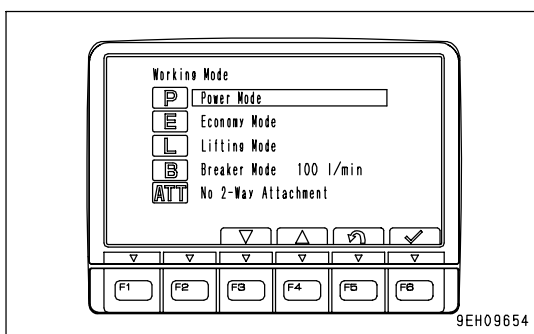 Working Mode
P Power Mode
E Economy Mode
L Lifting Mode
B Breaker Mode 100 l/min
ATT No 2-Way Attachment
F1 F2 F3 F4 F5 F6
9EH09654